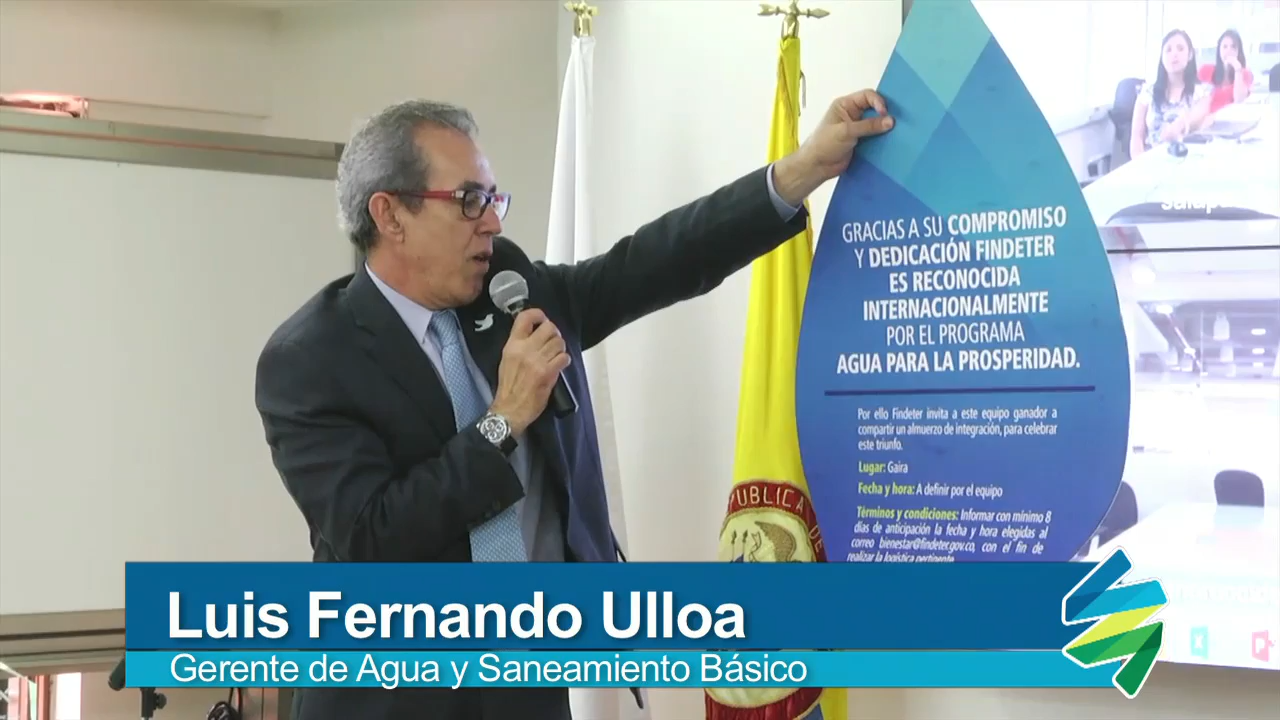 GRACIAS A SU COMPROMISO
Y DEDICACIÓN FINDETER
ES RECONOCIDA
INTERNACIONALMENTE
POR EL PROGRAMA
AGUA PARA LA PROSPERIDAD.
Por ello Findeter invita a este equipo ganador a
compartir un almuerzo de integración, para celebrar
este triunfo.
Lugar: Gaira
Fecha y hora: A definir por el equipo
Términos y condiciones: Informar con mínimo 8
días de anticipación la fecha y hora elegidas al
correo bienestar@findeter.gov.co, con el fin de
realizar la logística pertinente.
Luis Fernando Ulloa
Gerente de Agua y Saneamiento Básico